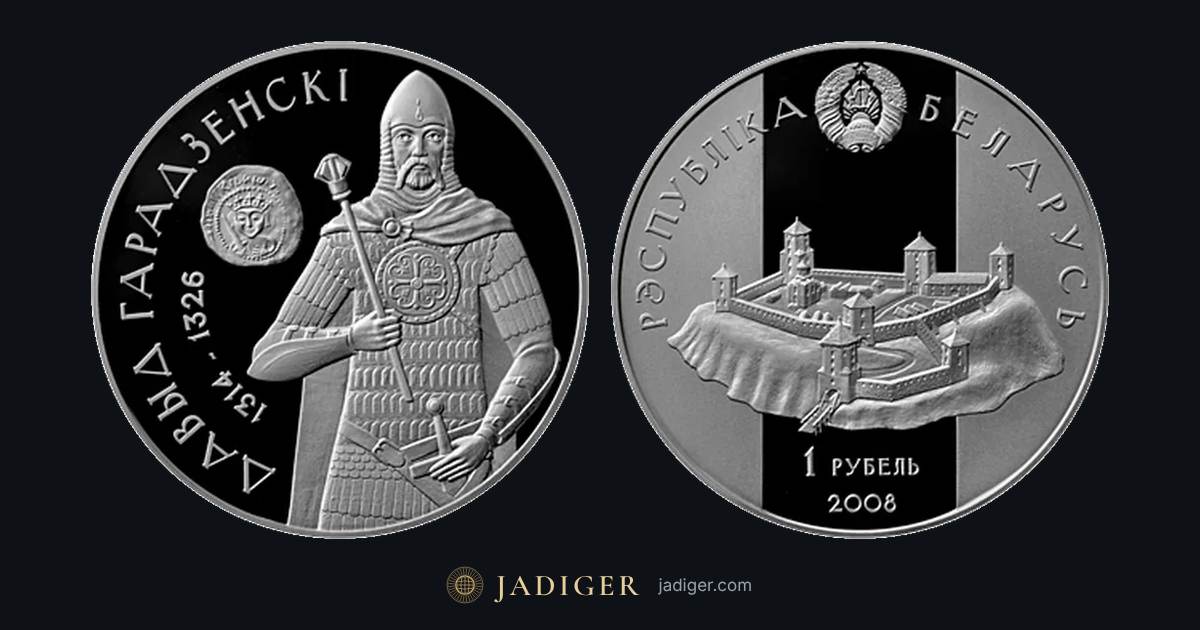 ДАВЫД ГАРАДЗЕНСКІ
1314 - 1326
РЭСПУБЛІКА БЕЛАРУСЬ
1 РУБЕЛЬ
2008
JADIGER jadiger.com